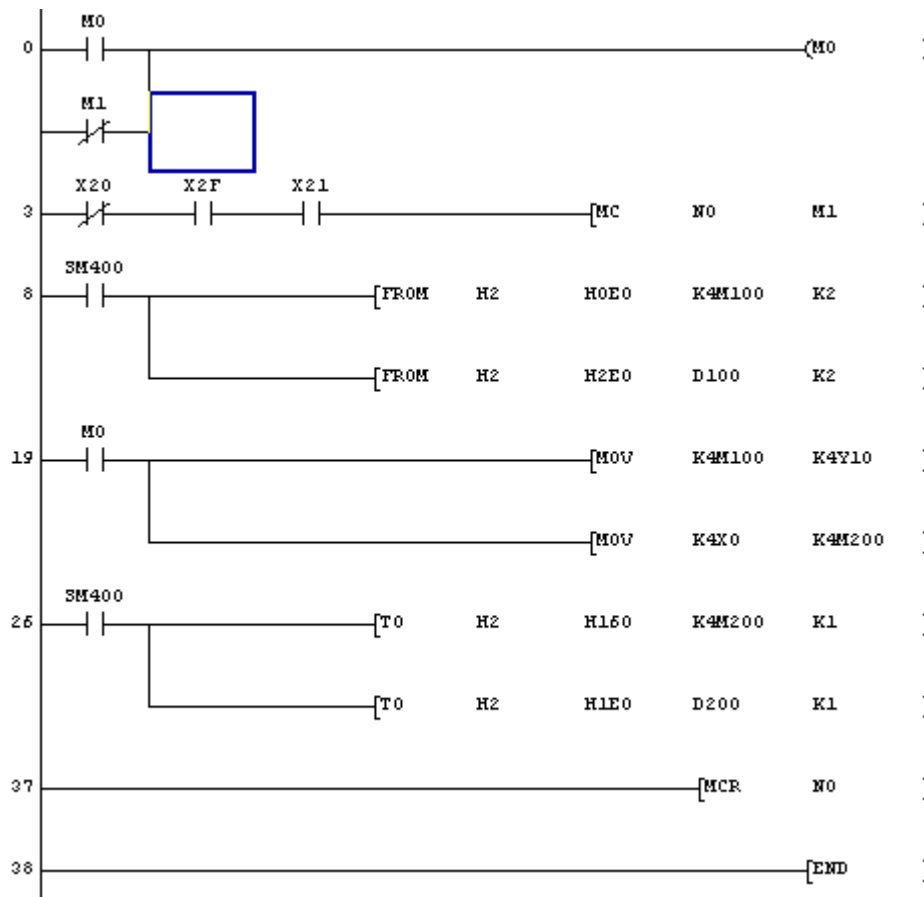 M0
0 (M0 ]
M1
X20 X2F X21
3 [MC N0 M1 ]
SM400
8 [FROM H2 H0E0 K4M100 K2 ]
[FROM H2 H2E0 D100 K2 ]
M0
19 [MOV K4M100 K4Y10 ]
[MOV K4X0 K4M200 ]
SM400
26 [TO H2 H160 K4M200 K1 ]
[TO H2 H1E0 D200 K1 ]
37 [MCR N0 ]
38 [END ]